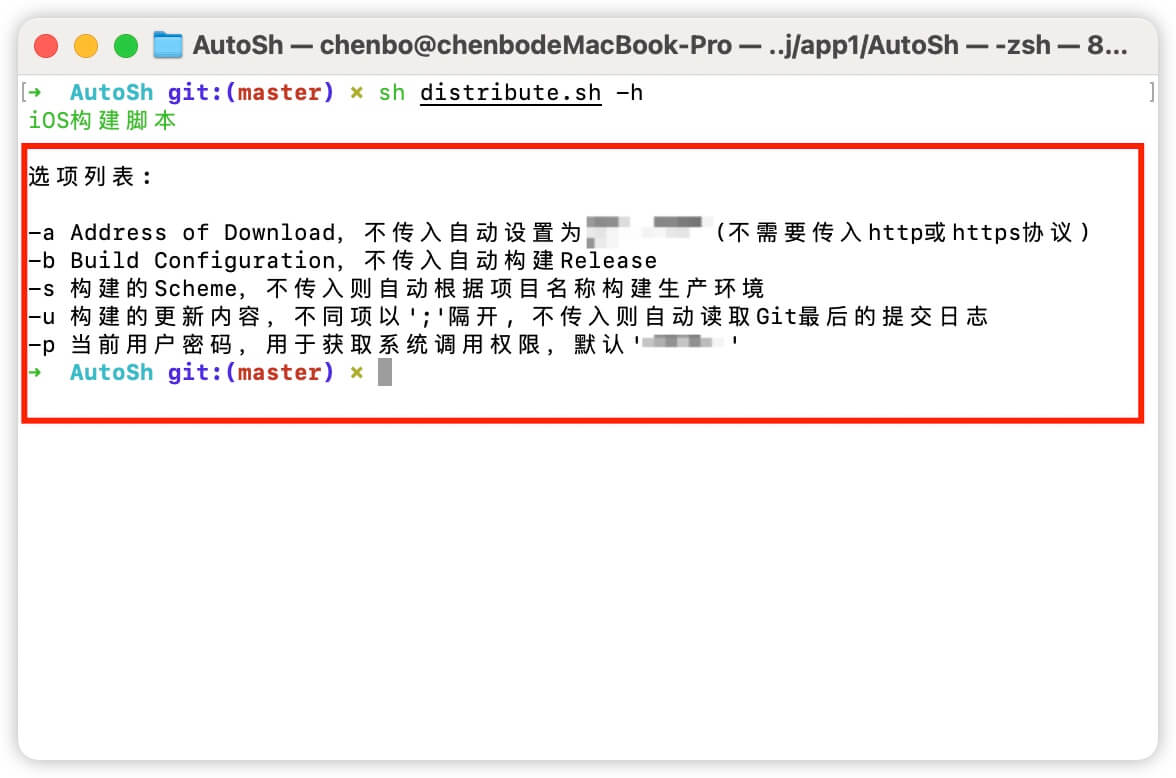 AutoSh — chenbo@chenbodeMacBook-Pro — ..j/app1/AutoSh — -zsh — 8...
[➜ AutoSh git:(master) × sh distribute.sh -h ]
iOS构建脚本
选项列表:
-a Address of Download, 不传入自动设置为 (不需要传入http或https协议)
-b Build Configuration, 不传入自动构建Release
-s 构建的Scheme, 不传入则自动根据项目名称构建生产环境
-u 构建的更新内容, 不同项以';'隔开, 不传入则自动读取Git最后的提交日志
-p 当前用户密码, 用于获取系统调用权限, 默认' '
➜ AutoSh git:(master) ×